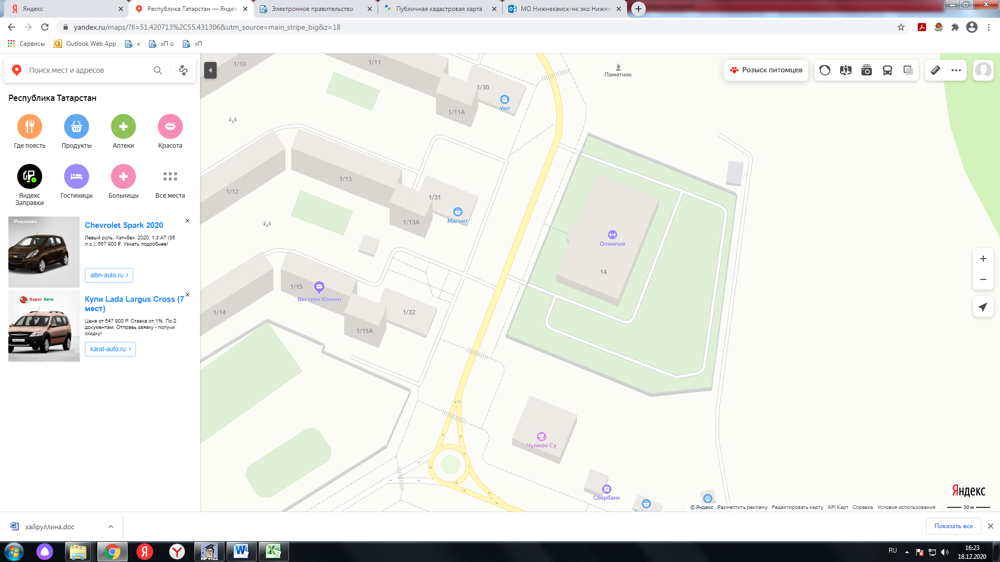 Яндекс
Республика Татарстан — Яндекс
Электронное правительство
Публичная кадастровая карта
МО Нижнекамск-нк эко Нижне
yandex.ru/maps/?ll=51.420713%2C55.431306&utm_source=main_stripe_big&z=18
Сервисы
Outlook Web App
х
хП о
хП
Поиск мест и адресов
Республика Татарстан
Где поесть
Продукты
Аптеки
Красота
Яндекс Заправки
Гостиницы
Больницы
Все места
Реклама
Chevrolet Spark 2020
Левый руль. Хэтчбек. 2020. 1.3 AT (85
л.с.). 567 900 ₽. Узнать подробнее!
altin-auto.ru
Карат Авто
Купи Lada Largus Cross (7
мест)
Цена от 547 900 Р. Ставка от 1%. По 2
документам. Отправь заявку - получи
скидку!
karat-auto.ru
1/10
1/11
1/30
Уют
1/11А
Памятник
Розыск питомцев
1/12
1/13
1/31
Магнит
1/13А
Олимпия
14
1/15
Вестерн Юнион
1/14
1/32
1/15А
Чулман-Су
Сбербанк
Яндекс
© Яндекс
Разместить рекламу
Редактировать карту
API Карт
Справка
Условия использования
30 м
хайруллина.doc
Показать все
RU
16:23
18.12.2020